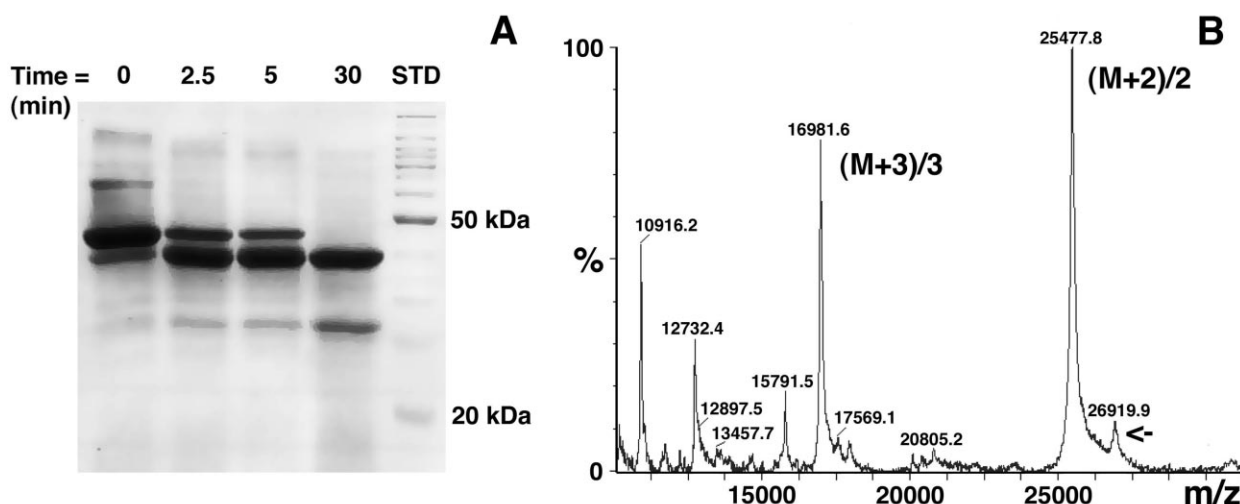 A
Time = 0 2.5 5 30 STD
(min)
50 kDa
20 kDa
B
100
%
0
25477.8
(M+2)/2
16981.6
(M+3)/3
10916.2
12732.4
12897.5
13457.7
15791.5
17569.1
20805.2
26919.9
<-
15000 20000 25000 m/z